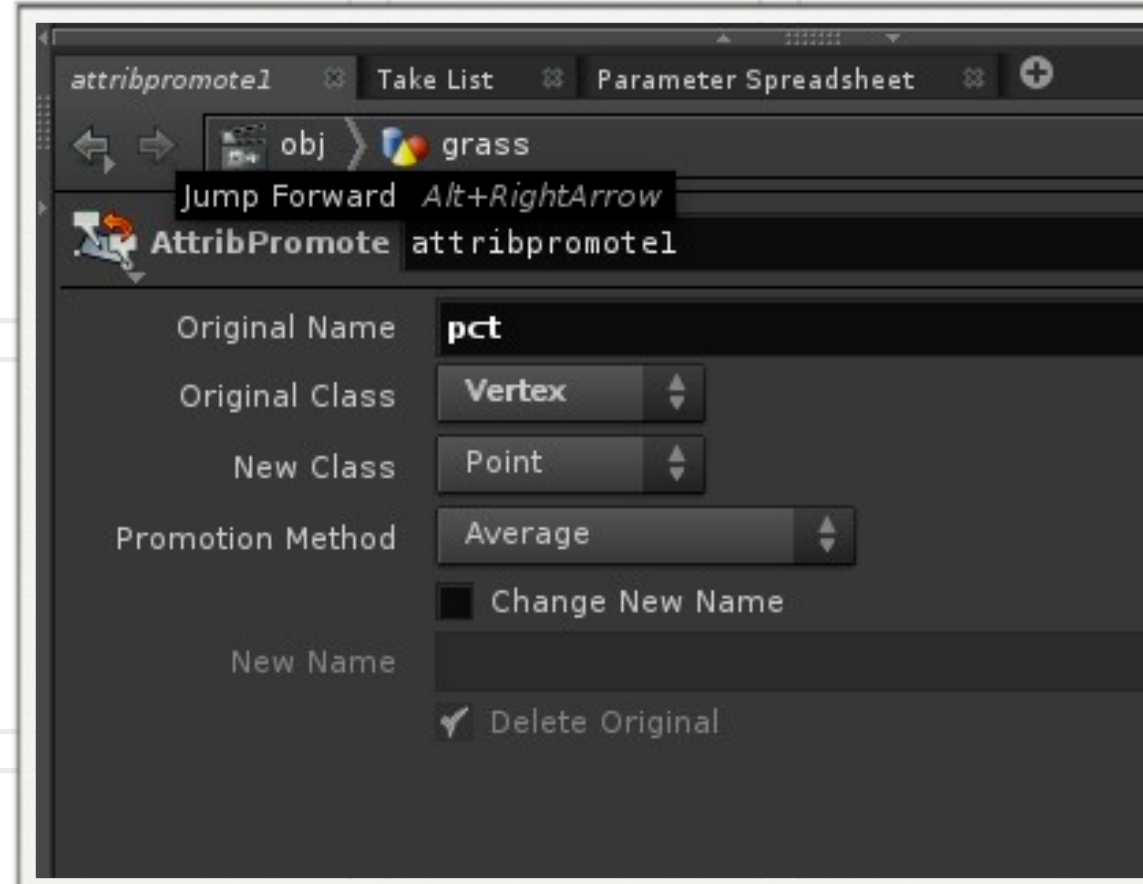 attribpromote1 Take List Parameter Spreadsheet
obj grass
Jump Forward Alt+RightArrow
AttribPromote attribpromote1
Original Name pct
Original Class Vertex
New Class Point
Promotion Method Average
Change New Name
New Name
Delete Original